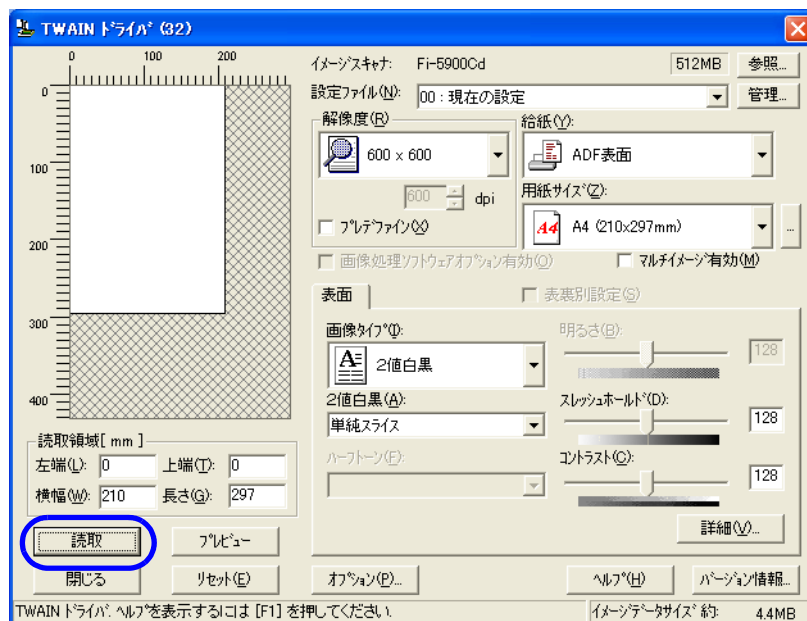 TWAIN ﾄﾞﾗｲﾊﾞ (32)
0 100 200
0
100
200
300
400
ｲﾒｰｼﾞｽｷｬﾅ: Fi-5900Cd 512MB 参照...
設定ﾌｧｲﾙ(N): 00 : 現在の設定 管理...
解像度(R)
600 × 600
600 dpi
ﾌﾟﾚﾃﾞﾌｧｲﾝ(X)
給紙(Y):
ADF表面
用紙ｻｲｽﾞ(Z):
A4 A4 (210x297mm) ...
画像処理ｿﾌﾄｳｪｱｵﾌﾟｼｮﾝ有効(O) ﾏﾙﾁｲﾒｰｼﾞ有効(M)
表面 表裏別設定(S)
画像ﾀｲﾌﾟ(I):
A 2値白黒
2値白黒(A):
単純ｽﾗｲｽ
ﾊｰﾌﾄｰﾝ(F):
明るさ(B):
128
ｽﾚｯｼｭﾎｰﾙﾄﾞ(D):
128
ｺﾝﾄﾗｽﾄ(C):
128
詳細(V)...
読取領域[ mm ]
左端(L): 0 上端(T): 0
横幅(W): 210 長さ(G): 297
読取 ﾌﾟﾚﾋﾞｭｰ
閉じる ﾘｾｯﾄ(E) ｵﾌﾟｼｮﾝ(P)... ﾍﾙﾌﾟ(H) ﾊﾞｰｼﾞｮﾝ情報...
TWAIN ﾄﾞﾗｲﾊﾞ. ﾍﾙﾌﾟを表示するには [F1] を押してください. ｲﾒｰｼﾞﾃﾞｰﾀｻｲｽﾞ約: 4.4MB